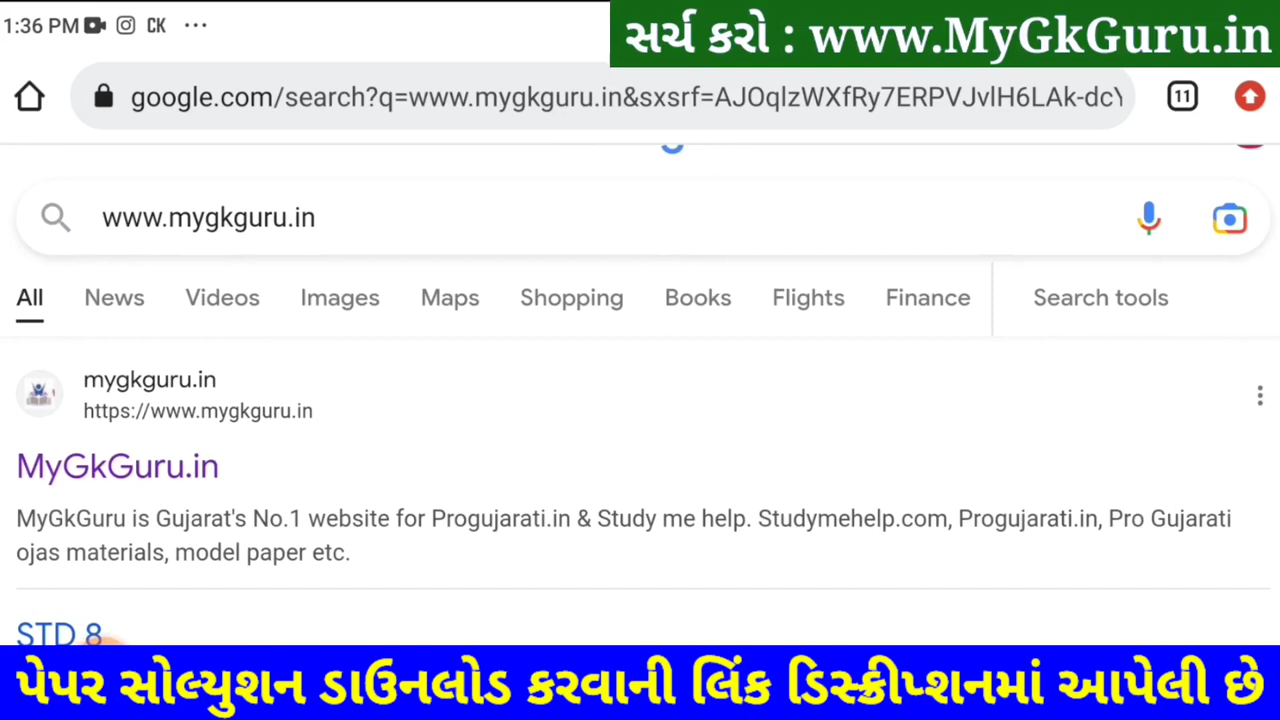 1:36 PM CK ...
સર્ચ કરો : www.MyGkGuru.in
google.com/search?q=www.mygkguru.in&sxsrf=AJOqlzWXfRy7ERPVJvlH6LAk-dcY
11
www.mygkguru.in
All News Videos Images Maps Shopping Books Flights Finance Search tools
mygkguru.in
https://www.mygkguru.in
MyGkGuru.in
MyGkGuru is Gujarat's No.1 website for Progujarati.in & Study me help. Studymehelp.com, Progujarati.in, Pro Gujarati
ojas materials, model paper etc.
STD 8
પેપર સોલ્યુશન ડાઉનલોડ કરવાની લિંક ડિસ્ક્રીપ્શનમાં આપેલી છે